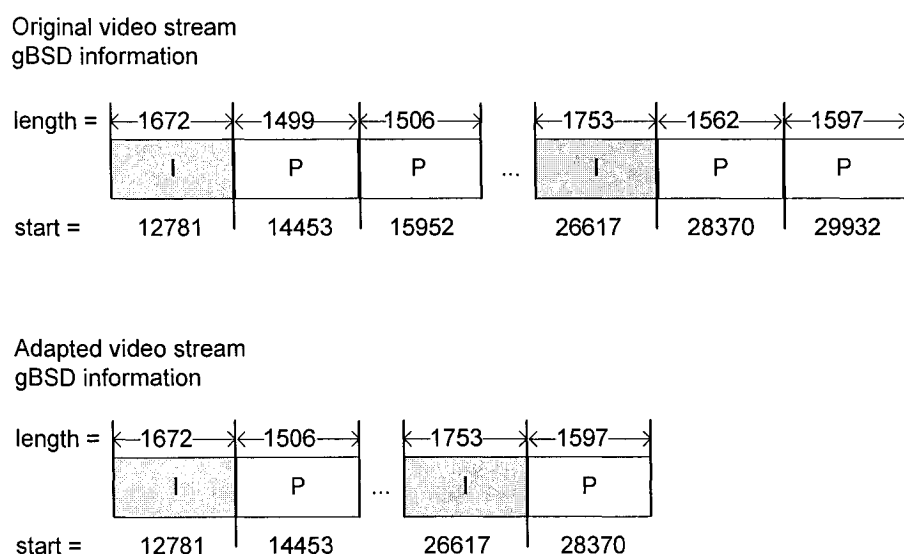 Original video stream
gBSD information
length = 1672 1499 1506 1753 1562 1597
I P P ... I P P
start = 12781 14453 15952 26617 28370 29932
Adapted video stream
gBSD information
length = 1672 1506 1753 1597
I P ... I P
start = 12781 14453 26617 28370